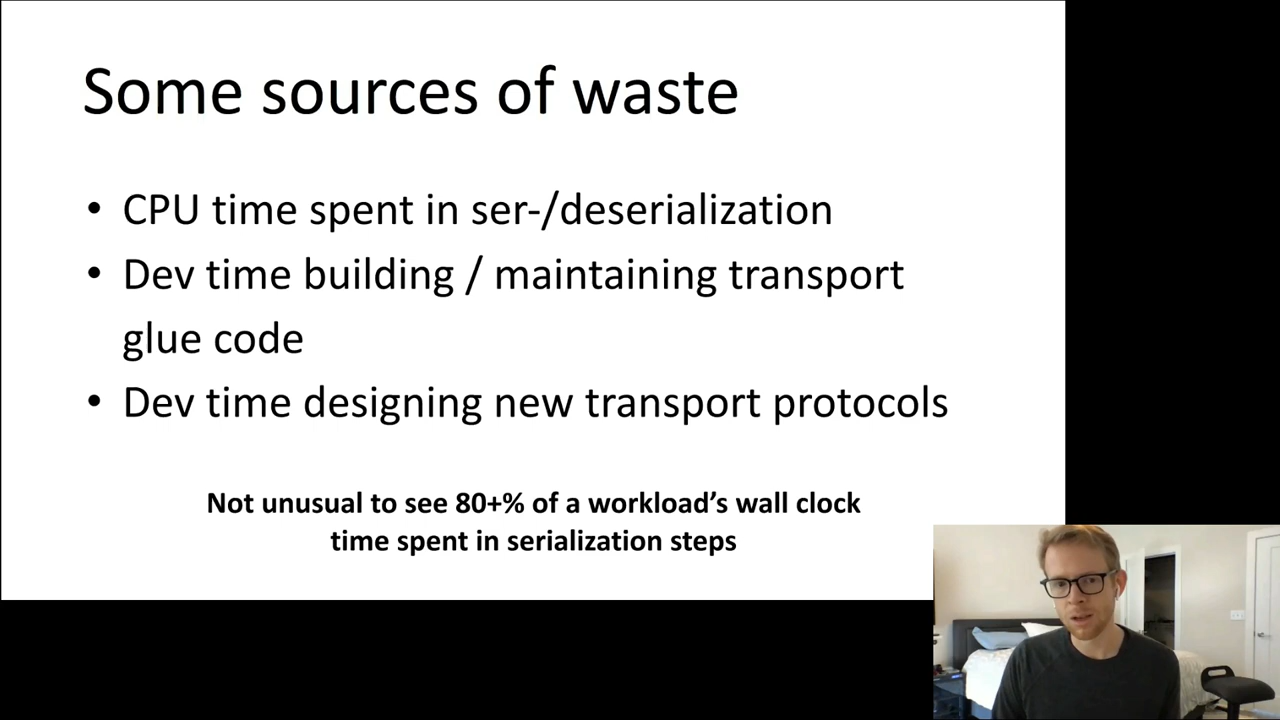 Some sources of waste
• CPU time spent in ser-/deserialization
• Dev time building / maintaining transport
glue code
• Dev time designing new transport protocols
Not unusual to see 80+% of a workload’s wall clock
time spent in serialization steps